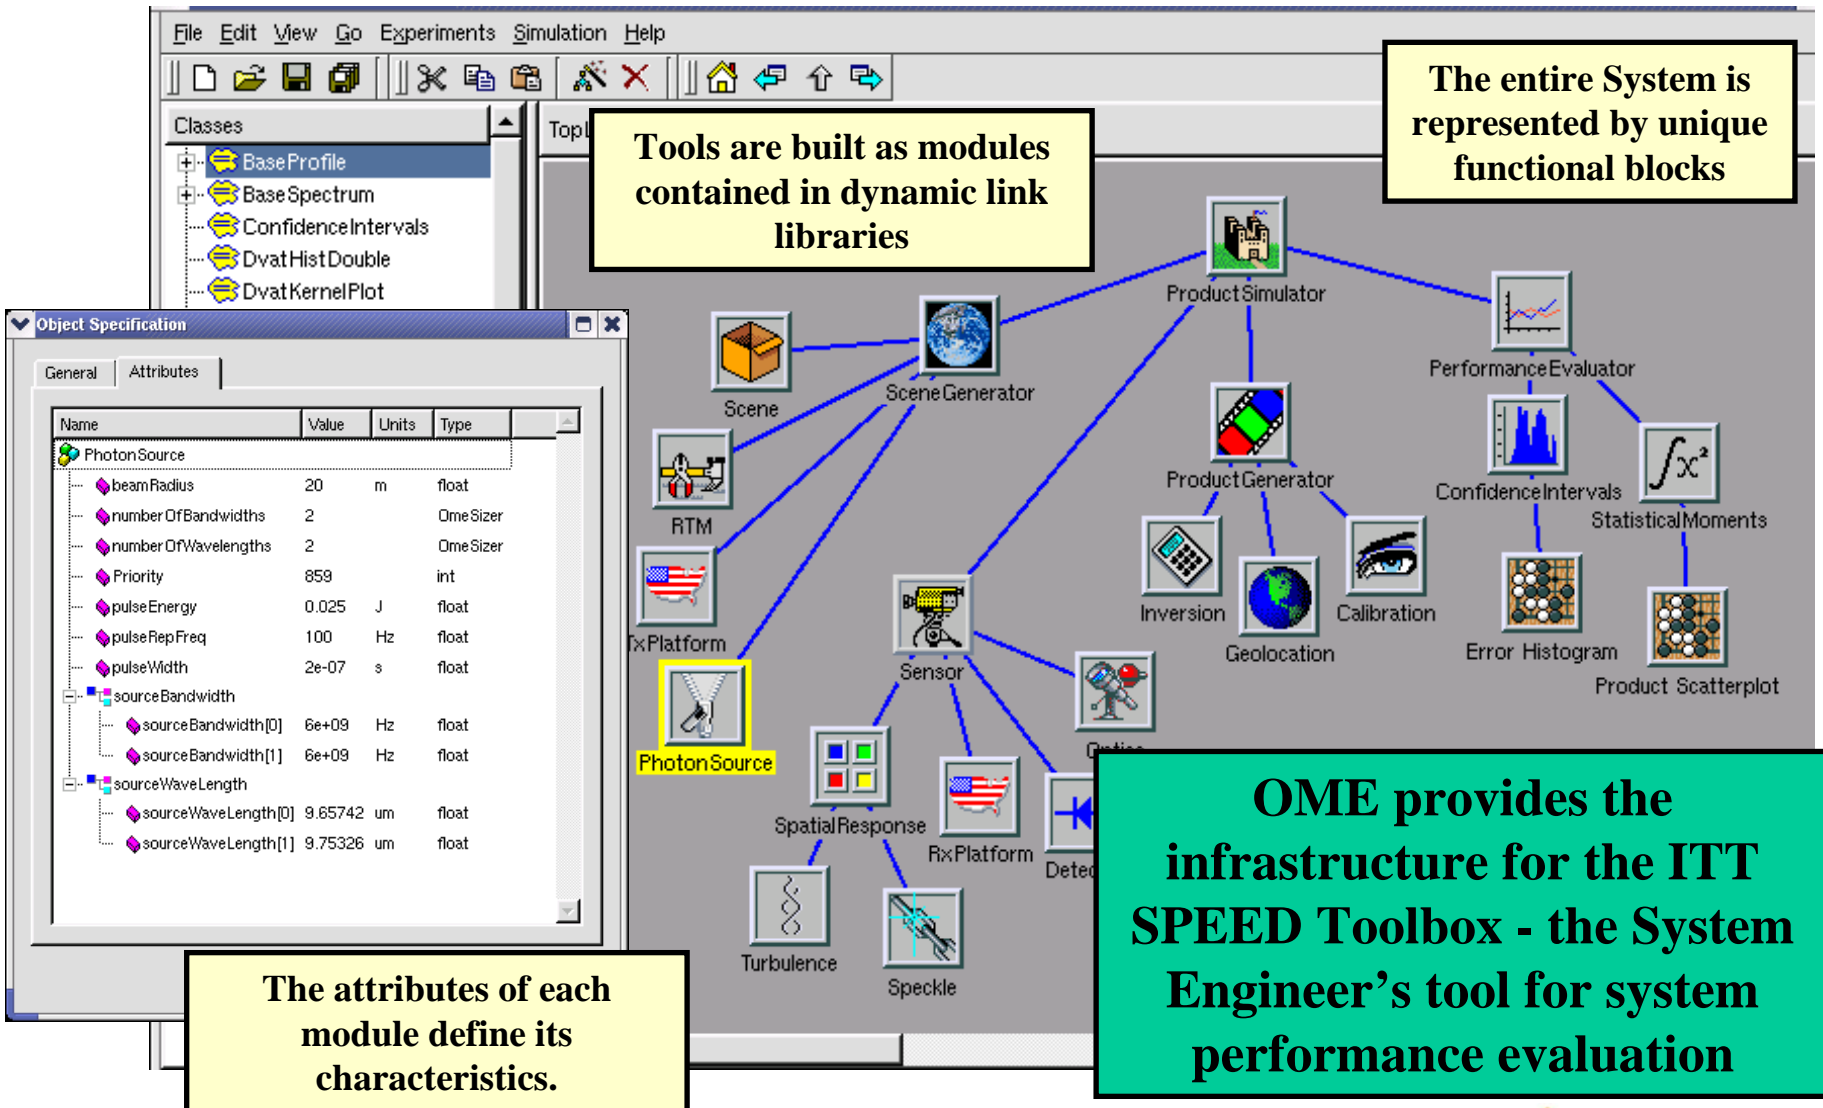 File Edit View Go Experiments Simulation Help
The entire System is
represented by unique
functional blocks
Classes
TopL
Tools are built as modules
contained in dynamic link
libraries
BaseProfile
BaseSpectrum
ConfidenceIntervals
DvatHistDouble
DvatKernelPlot
Object Specification
General Attributes
Name Value Units Type
PhotonSource
beamRadius 20 m float
numberOfBandwidths 2 OmeSizer
numberOfWavelengths 2 OmeSizer
Priority 859 int
pulseEnergy 0.025 J float
pulseRepFreq 100 Hz float
pulseWidth 2e-07 s float
sourceBandwidth
sourceBandwidth[0] 6e+09 Hz float
sourceBandwidth[1] 6e+09 Hz float
sourceWaveLength
sourceWaveLength[0] 9.65742 um float
sourceWaveLength[1] 9.75326 um float
ProductSimulator
PerformanceEvaluator
SceneGenerator
Scene
ProductGenerator
ConfidenceIntervals
∫x²
StatisticalMoments
RTM
Inversion
Calibration
Geolocation
Error Histogram
Product Scatterplot
TxPlatform
Sensor
PhotonSource
Optics
SpatialResponse
RxPlatform
Detec
Turbulence
Speckle
The attributes of each
module define its
characteristics.
OME provides the
infrastructure for the ITT
SPEED Toolbox - the System
Engineer's tool for system
performance evaluation